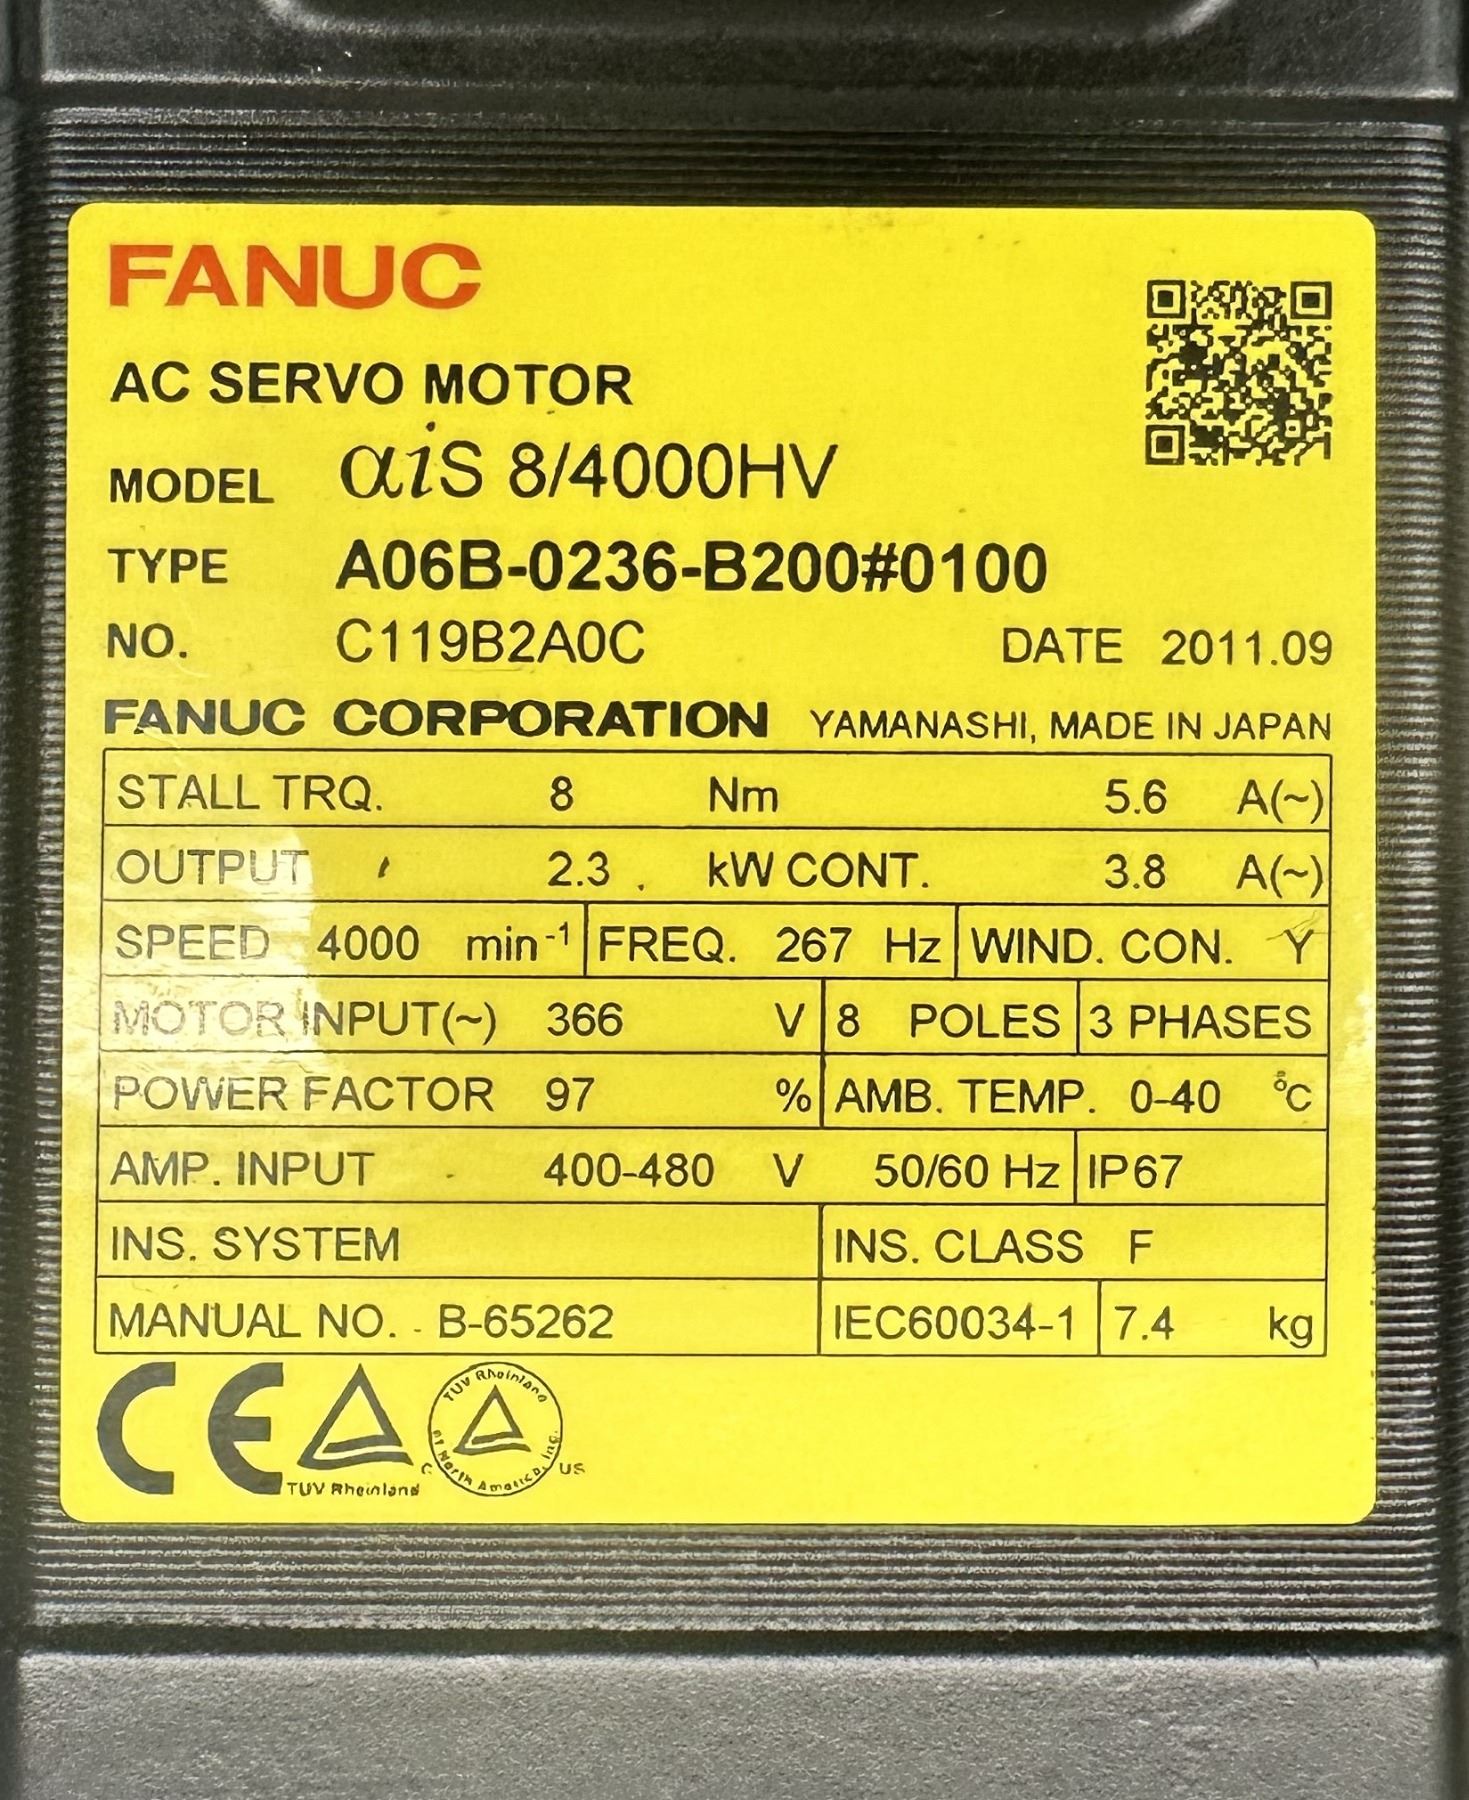 FANUC
AC SERVO MOTOR
MODEL αiS 8/4000HV
TYPE A06B-0236-B200#0100
NO. C119B2A0C DATE 2011.09
FANUC CORPORATION YAMANASHI, MADE IN JAPAN
STALL TRQ. 8 Nm 5.6 A(~)
OUTPUT 2.3 kW CONT. 3.8 A(~)
SPEED 4000 min⁻¹ FREQ. 267 Hz WIND. CON. Y
MOTOR INPUT(~) 366 V 8 POLES 3 PHASES
POWER FACTOR 97 % AMB. TEMP. 0-40 °C
AMP. INPUT 400-480 V 50/60 Hz IP67
INS. SYSTEM INS. CLASS F
MANUAL NO. B-65262 IEC60034-1 7.4 kg
CE
TUV Rheinland
TUV Rheinland
of North America, Inc.
C US